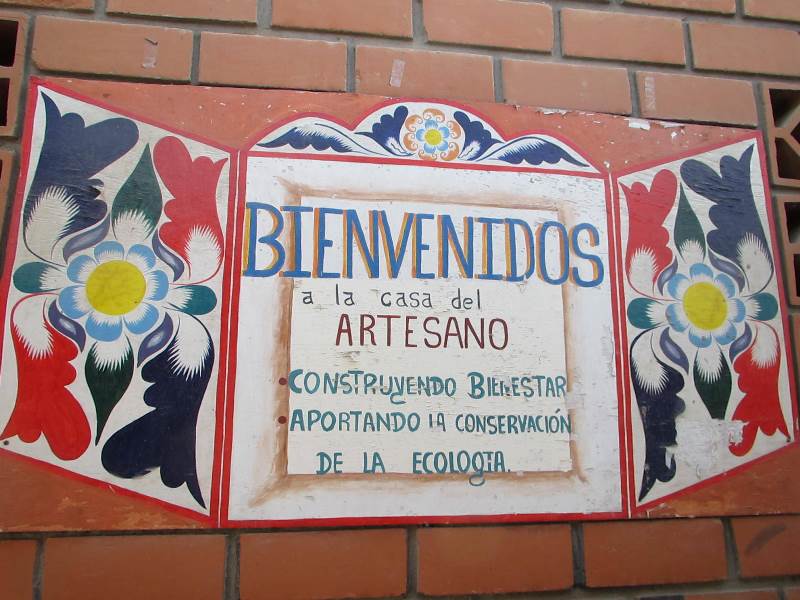 BIENVENIDOS
a la casa del
ARTESANO
• CONSTRUYENDO BIENESTAR
• APORTANDO LA CONSERVACIÓN
DE LA ECOLOGIA.